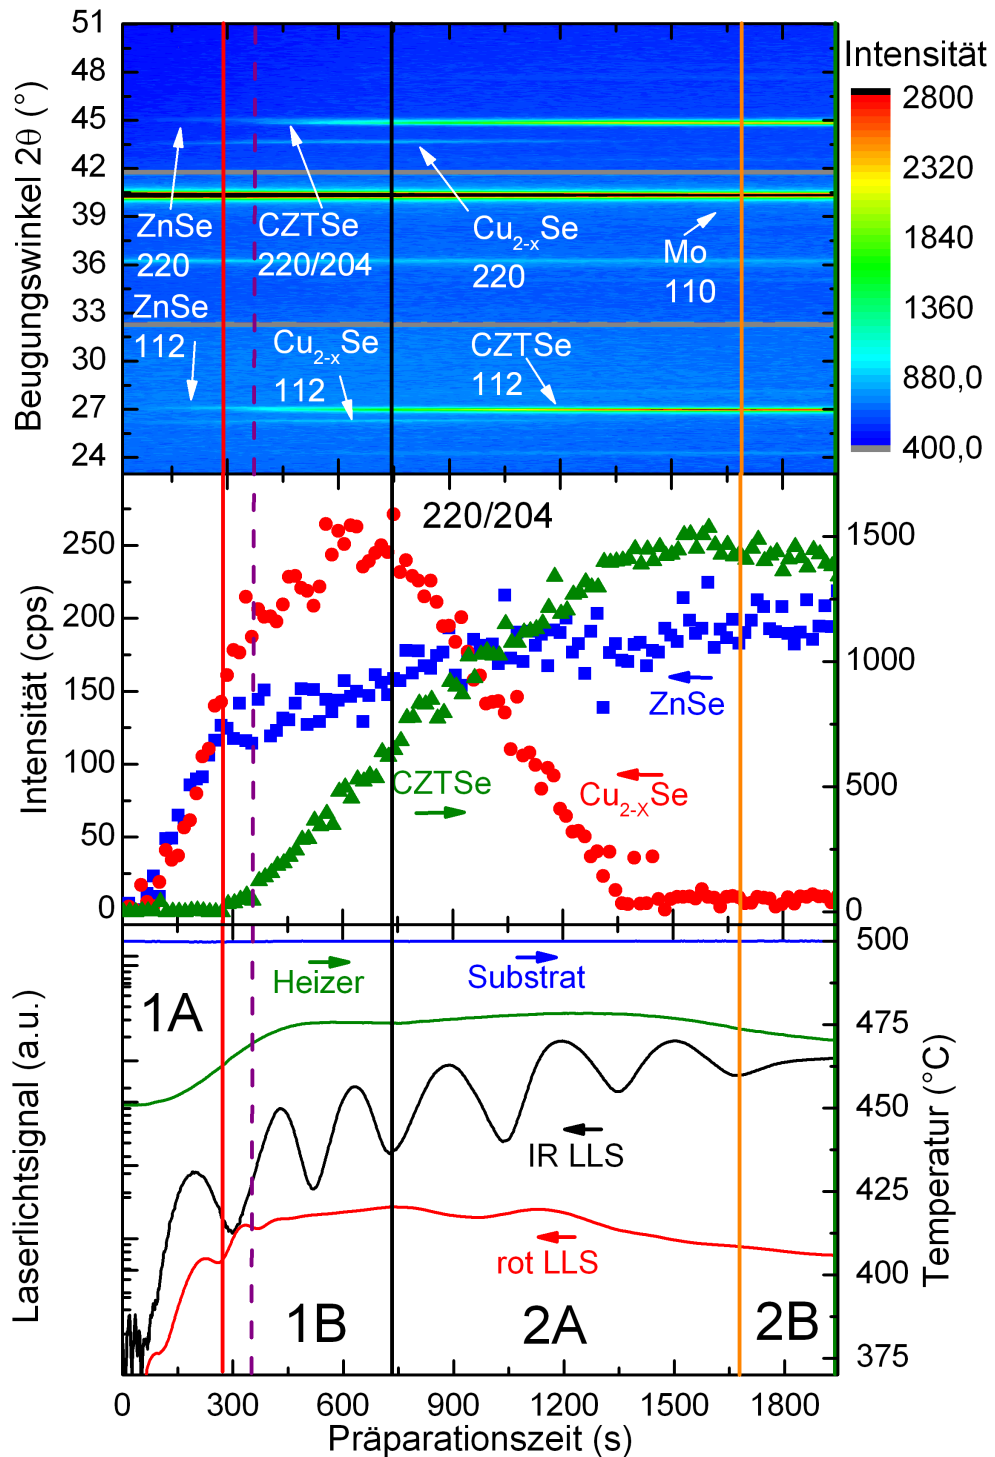 51
48
45
42
39
36
33
30
27
24
Beugungswinkel 2θ (°)
ZnSe
220
CZTSe
220/204
Cu2-xSe
220
Mo
110
ZnSe
112
Cu2-xSe
112
CZTSe
112
Intensität
2800
2320
1840
1360
880,0
400,0
250
200
150
100
50
0
Intensität (cps)
220/204
ZnSe
CZTSe
Cu2-XSe
1500
1000
500
0
Laserlichtsignal (a.u.)
1A
Heizer
Substrat
IR LLS
rot LLS
1B
2A
2B
500
475
450
425
400
375
Temperatur (°C)
0
300
600
900
1200
1500
1800
Präparationszeit (s)